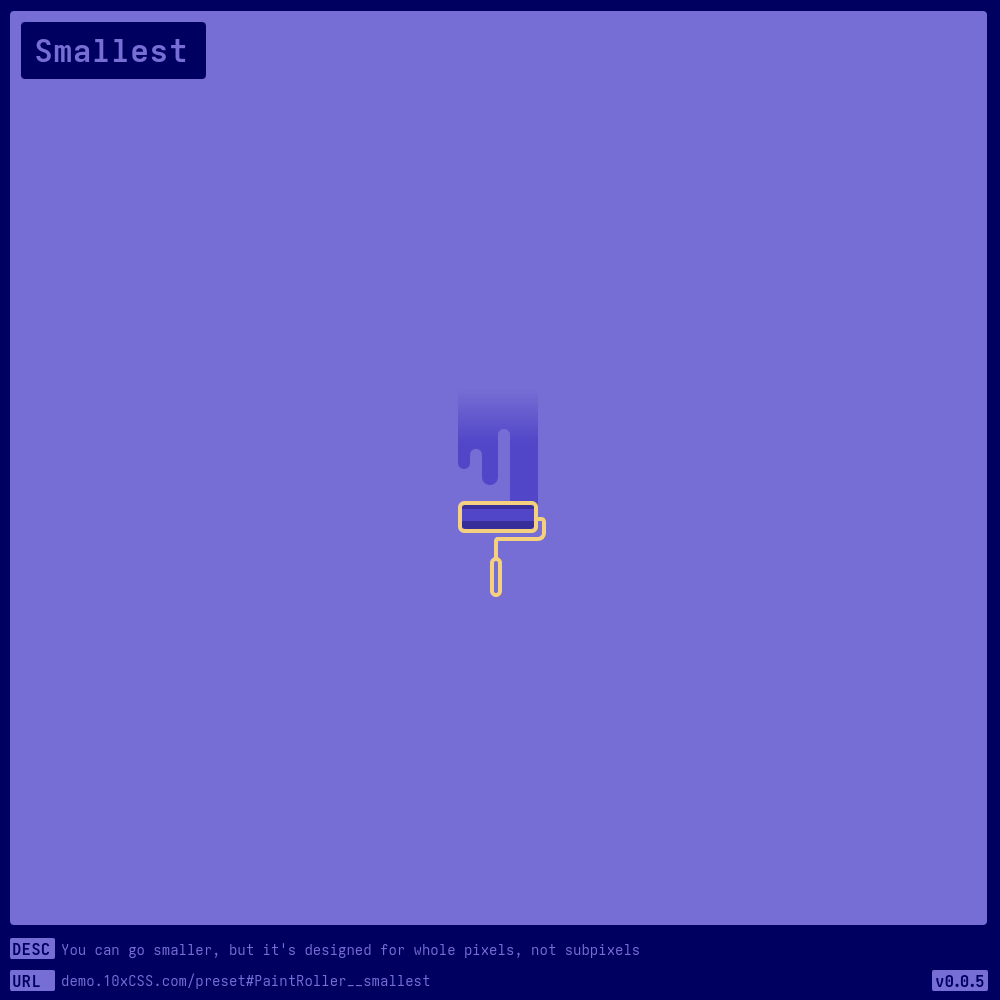 Smallest
DESC You can go smaller, but it's designed for whole pixels, not subpixels
URL demo.10xCSS.com/preset#PaintRoller__smallest
v0.0.5